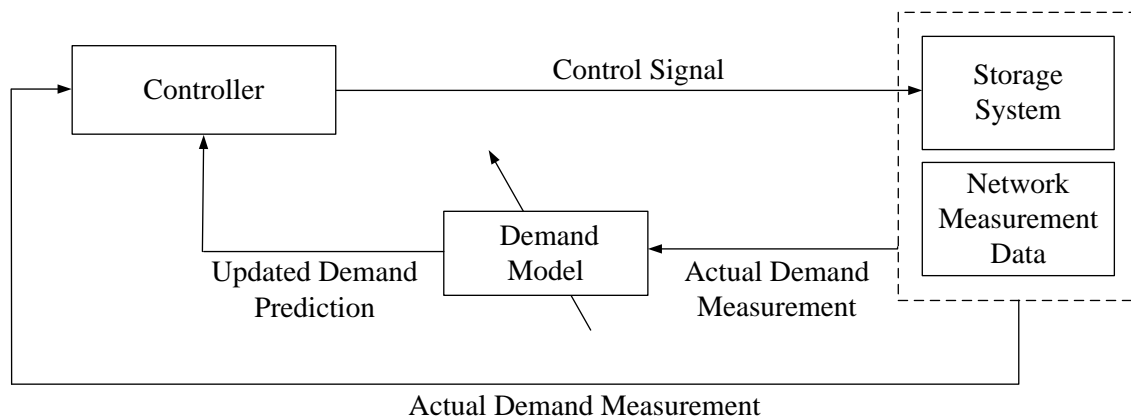 Controller
Control Signal
Storage
System
Network
Measurement
Data
Demand
Model
Updated Demand
Prediction
Actual Demand
Measurement
Actual Demand Measurement